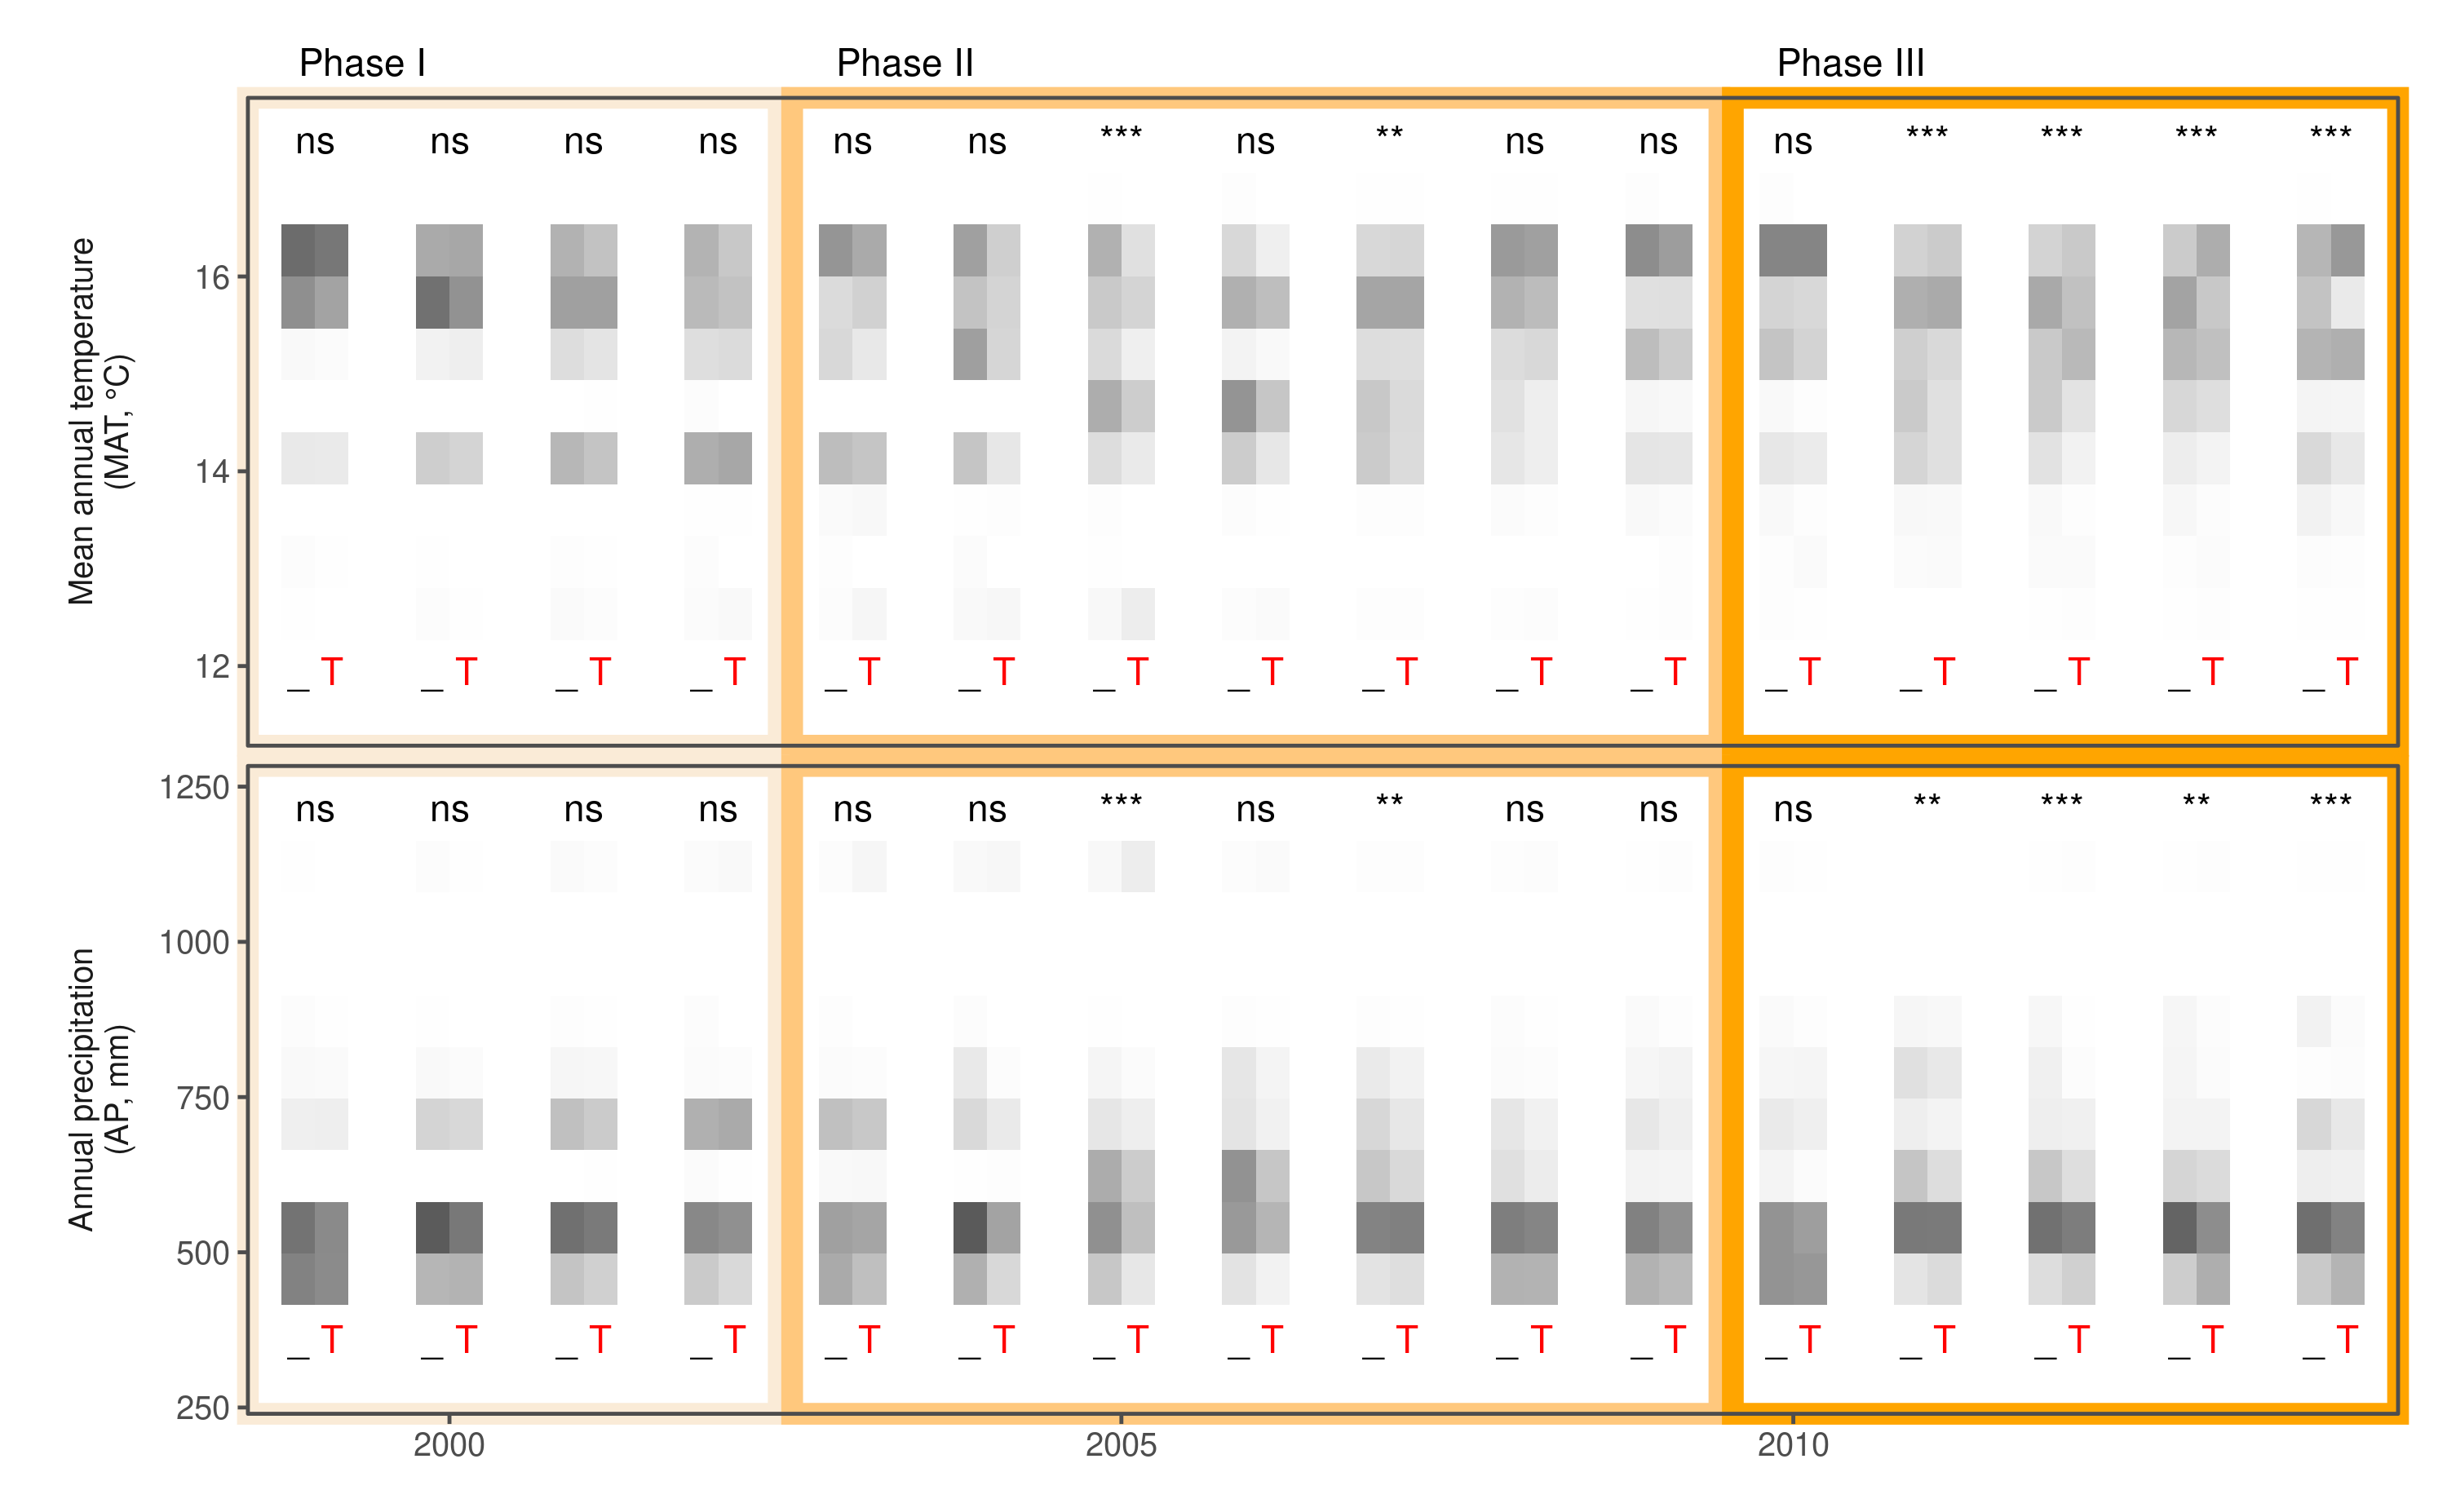 Phase I Phase II Phase III
ns ns ns ns ns ns *** ns ** ns ns ns *** *** *** ***
Mean annual temperature
(MAT, °C)
16
14
12
_ T _ T _ T _ T _ T _ T _ T _ T _ T _ T _ T _ T _ T _ T _ T _ T
1250
ns ns ns ns ns ns *** ns ** ns ns ns ** *** ** ***
Annual precipitation
(AP, mm)
1000
750
500
_ T _ T _ T _ T _ T _ T _ T _ T _ T _ T _ T _ T _ T _ T _ T _ T
250
2000 2005 2010